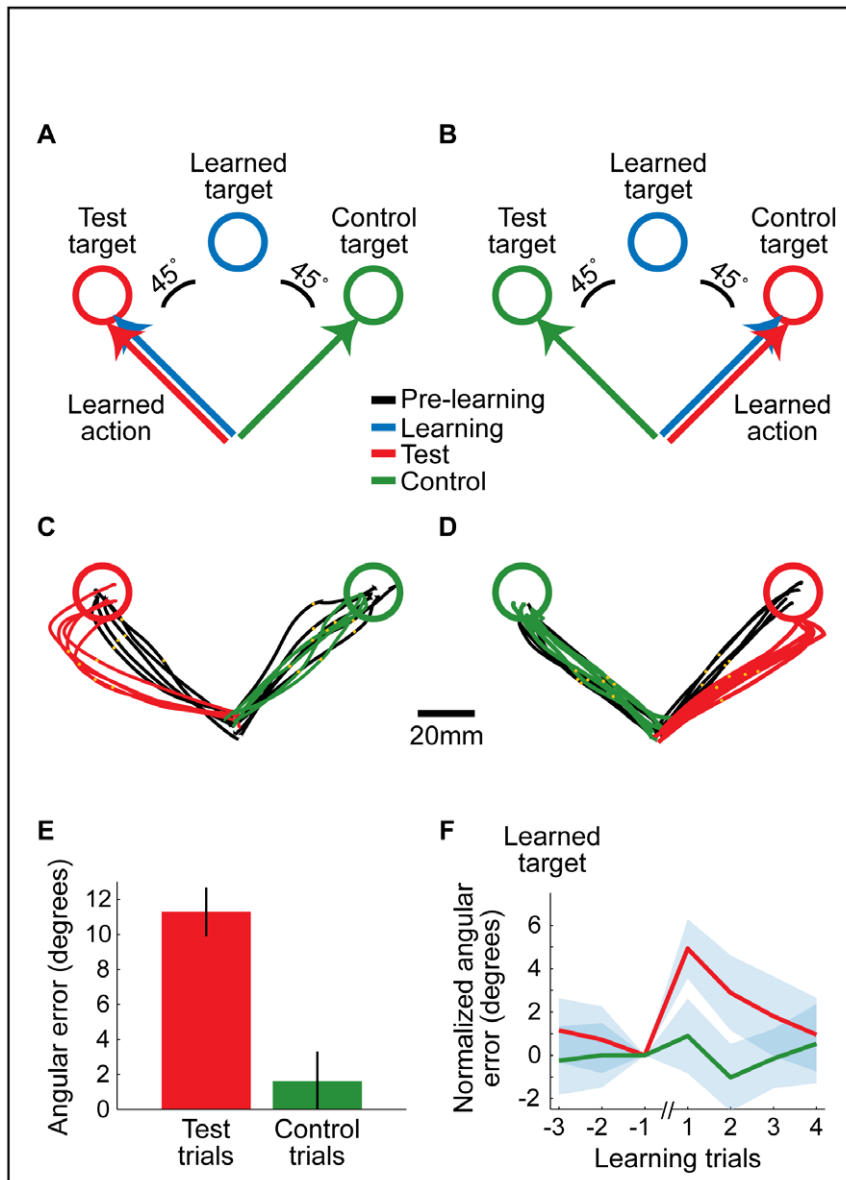 A
B
Learned
target
Test
target
Control
target
45°
45°
Learned
action
Learned
target
Test
target
Control
target
45°
45°
Learned
action
Pre-learning
Learning
Test
Control
C
D
20mm
E
Angular error (degrees)
12
10
8
6
4
2
0
Test
trials
Control
trials
F
Learned
target
Normalized angular
error (degrees)
6
4
2
0
-2
-3
-2
-1
//
1
2
3
4
Learning trials